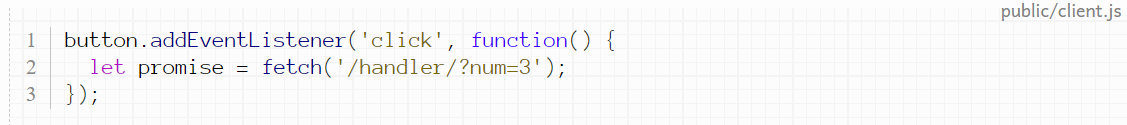 public/client.js
1 button.addEventListener('click', function() {
2 let promise = fetch('/handler/?num=3');
3 });